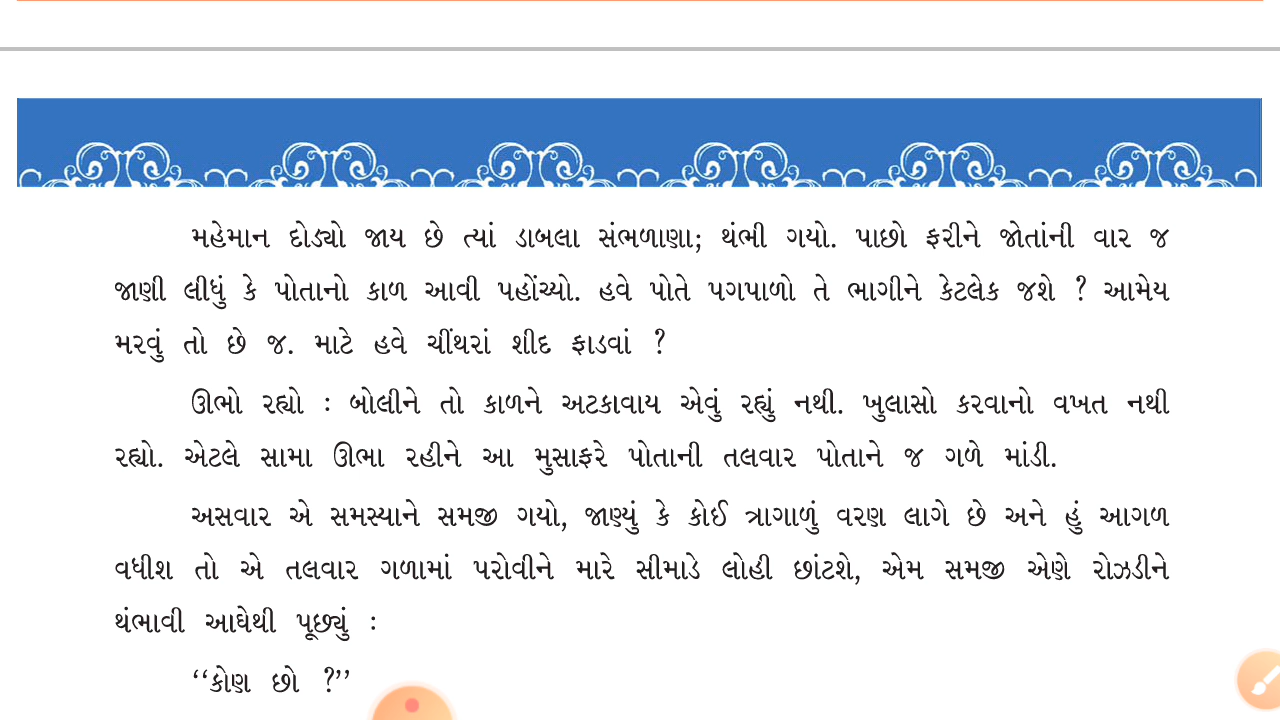 મહેમાન દોડ્યો જાય છે ત્યાં ડાબલા સંભળાણા; થંભી ગયો. પાછો ફરીને જોતાંની વાર જ
જાણી લીધું કે પોતાનો કાળ આવી પહોંચ્યો. હવે પોતે પગપાળો તે ભાગીને કેટલેક જશે ? આમેય
મરવું તો છે જ. માટે હવે ચીંથરાં શીદ ફાડવાં ?
ઊભો રહ્યો : બોલીને તો કાળને અટકાવાય એવું રહ્યું નથી. ખુલાસો કરવાનો વખત નથી
રહ્યો. એટલે સામા ઊભા રહીને આ મુસાફરે પોતાની તલવાર પોતાને જ ગળે માંડી.
અસવાર એ સમસ્યાને સમજી ગયો, જાણ્યું કે કોઈ ત્રાગાળું વરણ લાગે છે અને હું આગળ
વધીશ તો એ તલવાર ગળામાં પરોવીને મારે સીમાડે લોહી છાંટશે, એમ સમજી એણે રોઝડીને
થંભાવી આઘેથી પૂછ્યું :
‘‘કોણ છો ?’’